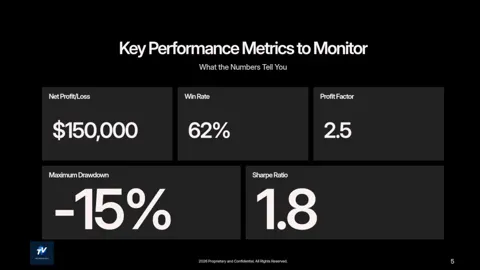 Key Performance Metrics to Monitor
What the Numbers Tell You
Net Profit/Loss
$150,000
Win Rate
62%
Profit Factor
2.5
Maximum Drawdown
-15%
Sharpe Ratio
1.8
2026 Proprietary and Confidential. All Rights Reserved.
5